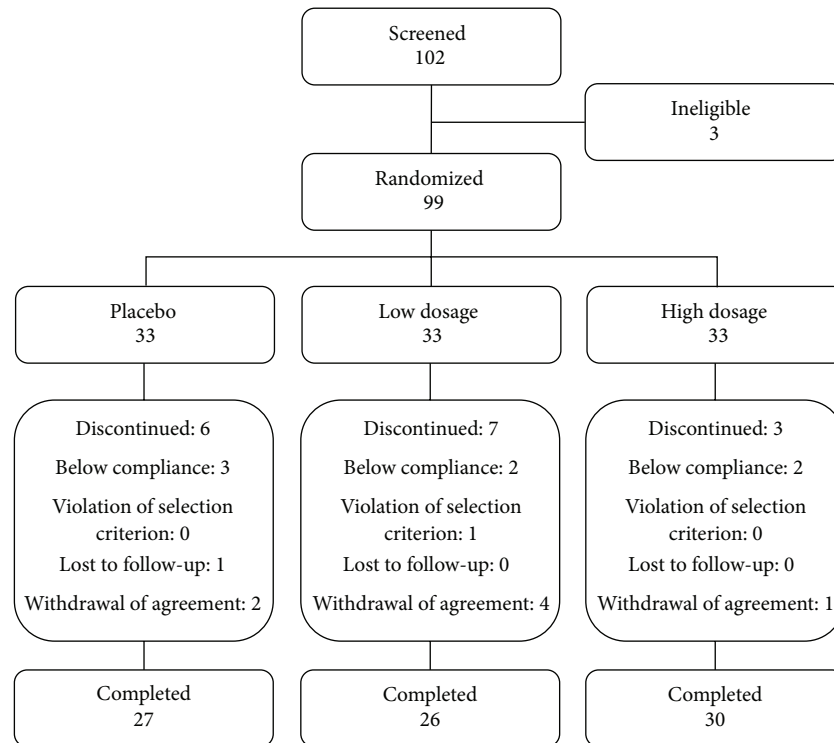 Screened
102
Ineligible
3
Randomized
99
Placebo
33
Low dosage
33
High dosage
33
Discontinued: 6
Below compliance: 3
Violation of selection
criterion: 0
Lost to follow-up: 1
Withdrawal of agreement: 2
Discontinued: 7
Below compliance: 2
Violation of selection
criterion: 1
Lost to follow-up: 0
Withdrawal of agreement: 4
Discontinued: 3
Below compliance: 2
Violation of selection
criterion: 0
Lost to follow-up: 0
Withdrawal of agreement: 1
Completed
27
Completed
26
Completed
30